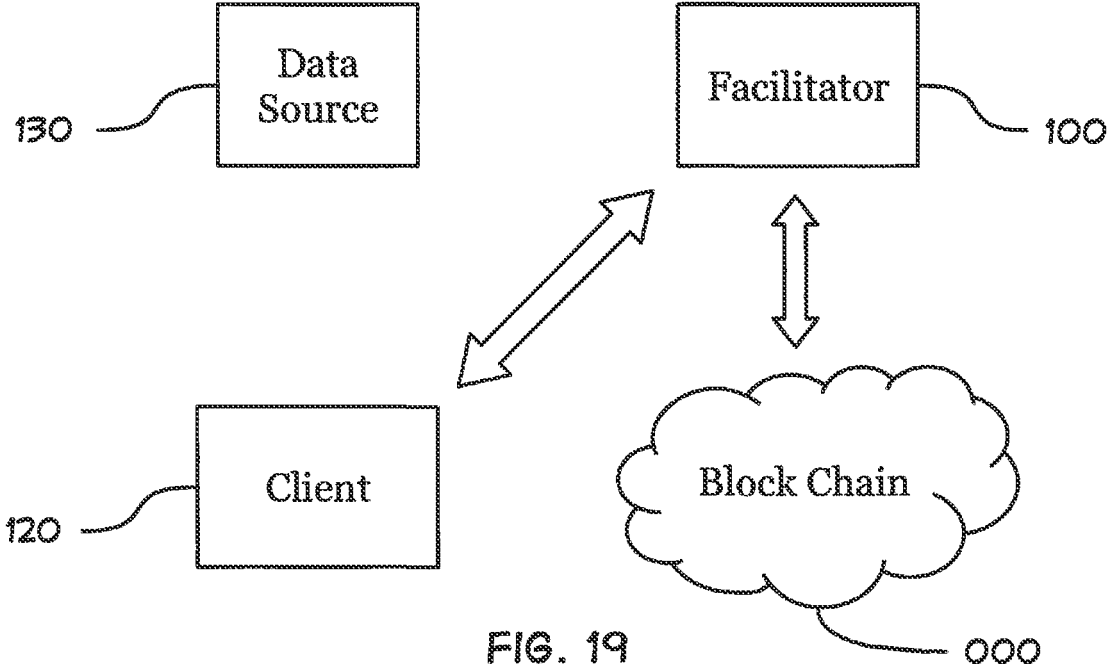 Data
Source
Facilitator
130
100
Client
Block Chain
120
FIG. 19
000